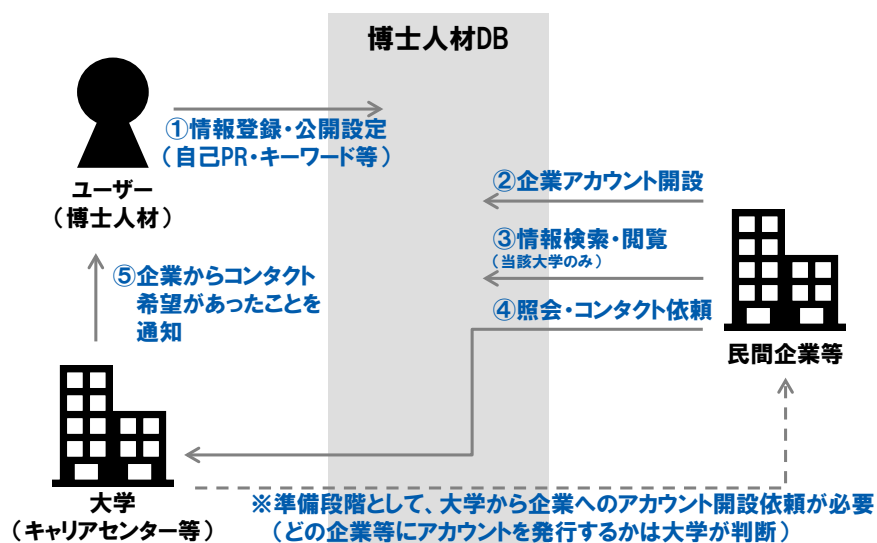 博士人材DB
①情報登録・公開設定
（自己PR・キーワード等）
ユーザー
（博士人材）
②企業アカウント開設
③情報検索・閲覧
（当該大学のみ）
④照会・コンタクト依頼
民間企業等
⑤企業からコンタクト
希望があったことを
通知
大学
（キャリアセンター等）
※準備段階として、大学から企業へのアカウント開設依頼が必要
（どの企業等にアカウントを発行するかは大学が判断）